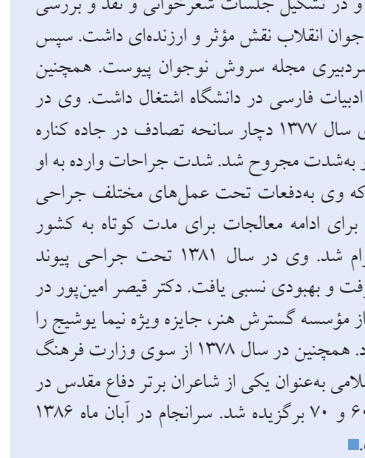 و در تشکیل جلسات شعرخوانی و نقد و بررسی
جوان انقلاب نقش مؤثر و ارزنده‌ای داشت. سپس
سردبیری مجله سروش نوجوان پیوست. همچنین
ادبیات فارسی در دانشگاه اشتغال داشت. وی در
سال ۱۳۷۷ دچار سانحه تصادف در جاده کناره
و به‌شدت مجروح شد. شدت جراحات وارده به او
که وی به‌دفعات تحت عمل‌های مختلف جراحی
برای ادامه معالجات برای مدت کوتاه به کشور
شد. وی در سال ۱۳۸۱ تحت جراحی پیوند
و بهبودی نسبی یافت. دکتر قیصر امین‌پور در
از مؤسسه گسترش هنر، جایزه ویژه نیما یوشیج را
همچنین در سال ۱۳۷۸ از سوی وزارت فرهنگ
به‌عنوان یکی از شاعران برتر دفاع مقدس در
و ۷۰ برگزیده شد. سرانجام در آبان ماه ۱۳۸۶